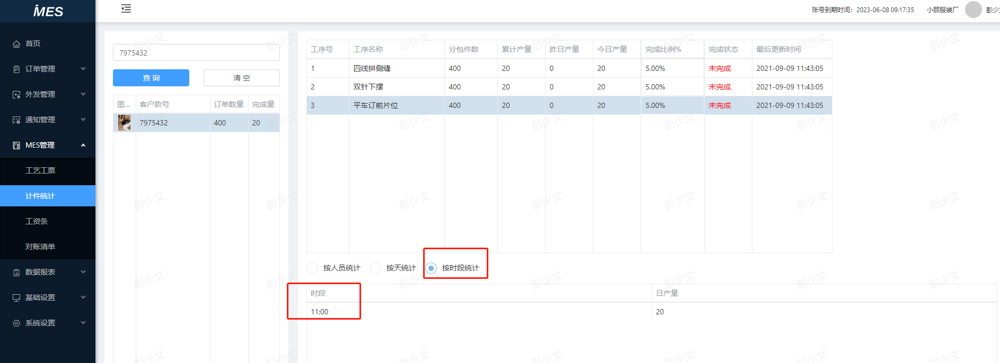 iMES
账号到期时间：2023-06-08 09:17:35 小顾服装厂 彭少
首页
订单管理
外发管理
通知管理
MES管理
工艺工票
计件统计
工资条
对账清单
数据报表
基础设置
系统设置
7975432
查 询 清 空
图... 客户款号 订单数量 完成量
7975432 400 20
工序号 工序名称 分包件数 累计产量 昨日产量 今日产量 完成比例% 完成状态 最后更新时间
1 四线拼侧缝 400 20 0 20 5.00% 未完成 2021-09-09 11:43:05
2 双针下摆 400 20 0 20 5.00% 未完成 2021-09-09 11:43:05
3 平车订前片位 400 20 0 20 5.00% 未完成 2021-09-09 11:43:05
按人员统计 按天统计 按时段统计
时段 日产量
11:00 20
彭少文